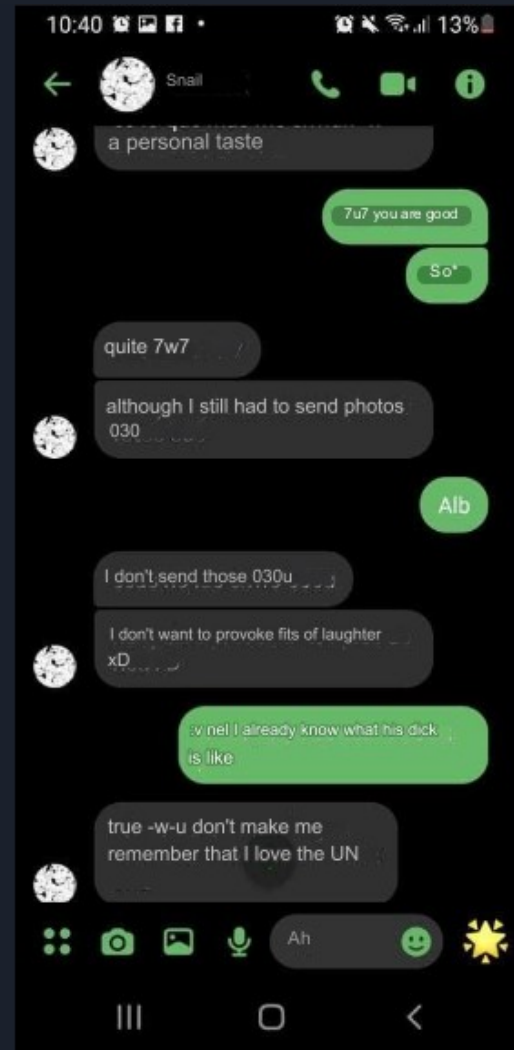 10:40
13%
Snail
a personal taste
7u7 you are good
So*
quite 7w7
although I still had to send photos
030
Alb
I don't send those 030u
I don't want to provoke fits of laughter
xD
:v nel I already know what his dick
is like
true -w-u don't make me
remember that I love the UN
Ah